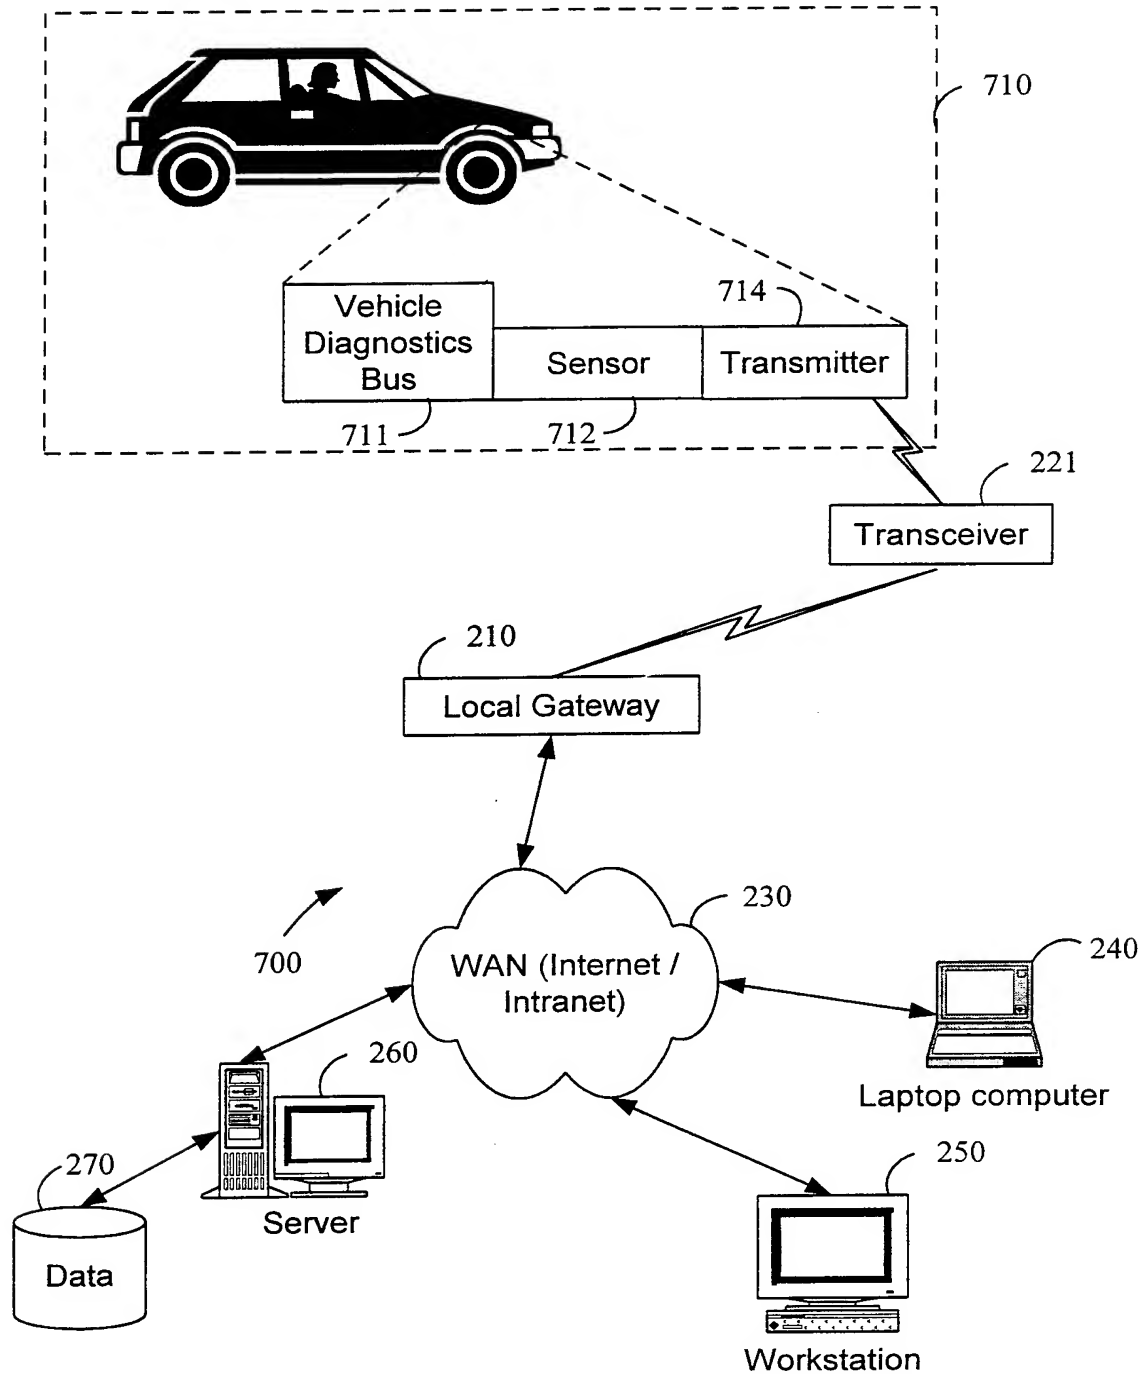 710
714
Vehicle
Diagnostics
Bus
Sensor
Transmitter
711
712
221
Transceiver
210
Local Gateway
230
700
WAN (Internet /
Intranet)
240
260
Laptop computer
270
250
Server
Data
Workstation